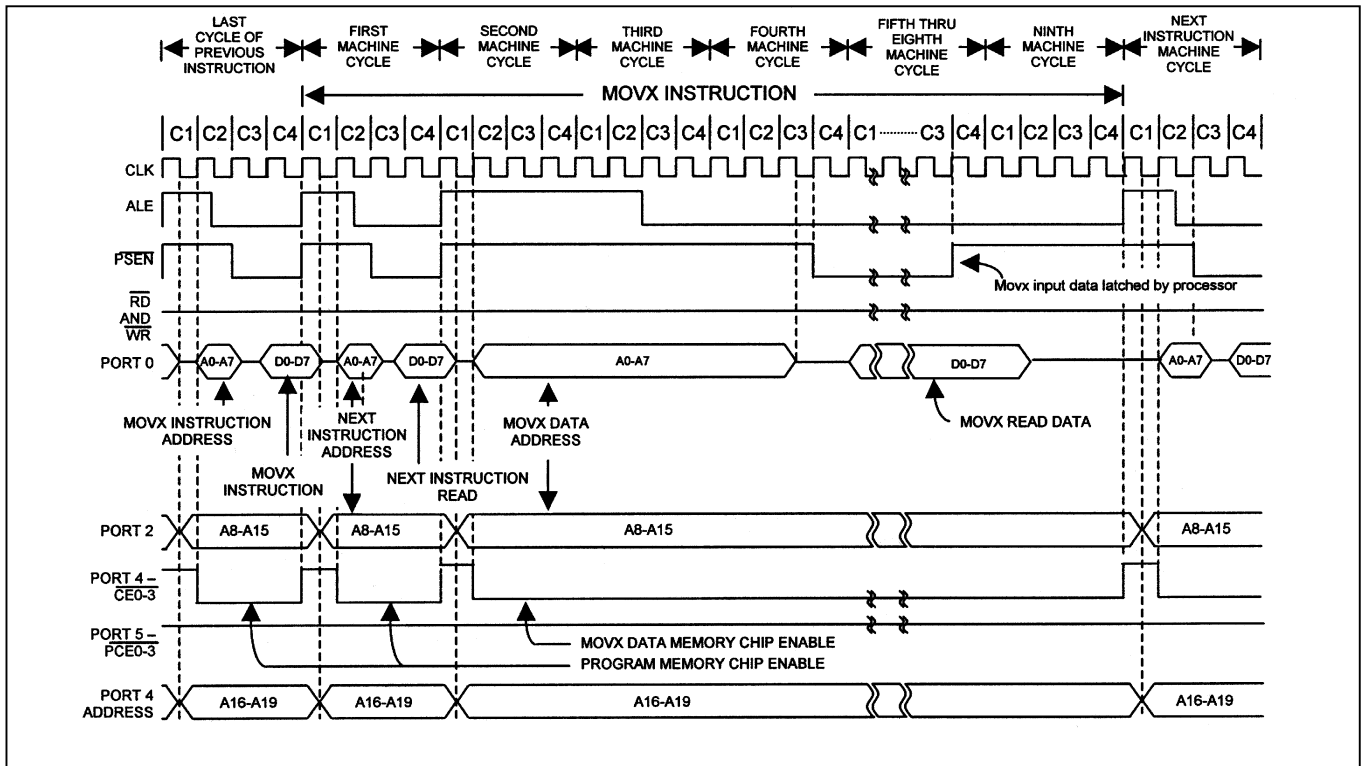 LAST
CYCLE OF
PREVIOUS
INSTRUCTION
FIRST
MACHINE
CYCLE
SECOND
MACHINE
CYCLE
THIRD
MACHINE
CYCLE
FOURTH
MACHINE
CYCLE
FIFTH THRU
EIGHTH
MACHINE
CYCLE
NINTH
MACHINE
CYCLE
NEXT
INSTRUCTION
MACHINE
CYCLE
MOVX INSTRUCTION
C1 C2 C3 C4 C1 C2 C3 C4 C1 C2 C3 C4 C1 C2 C3 C4 C1 C2 C3 C4 C1 ......... C3 C4 C1 C2 C3 C4 C1 C2 C3 C4
CLK
ALE
PSEN
Movx input data latched by processor
RD
AND
WR
PORT 0 A0-A7 D0-D7 A0-A7 D0-D7 A0-A7 D0-D7 A0-A7 D0-D7
MOVX INSTRUCTION
ADDRESS
MOVX
INSTRUCTION
NEXT
INSTRUCTION
ADDRESS
NEXT INSTRUCTION
READ
MOVX DATA
ADDRESS
MOVX READ DATA
PORT 2 A8-A15 A8-A15 A8-A15 A8-A15
PORT 4 –
CE0-3
PORT 5 –
PCE0-3
MOVX DATA MEMORY CHIP ENABLE
PROGRAM MEMORY CHIP ENABLE
PORT 4
ADDRESS
A16-A19 A16-A19 A16-A19 A16-A19